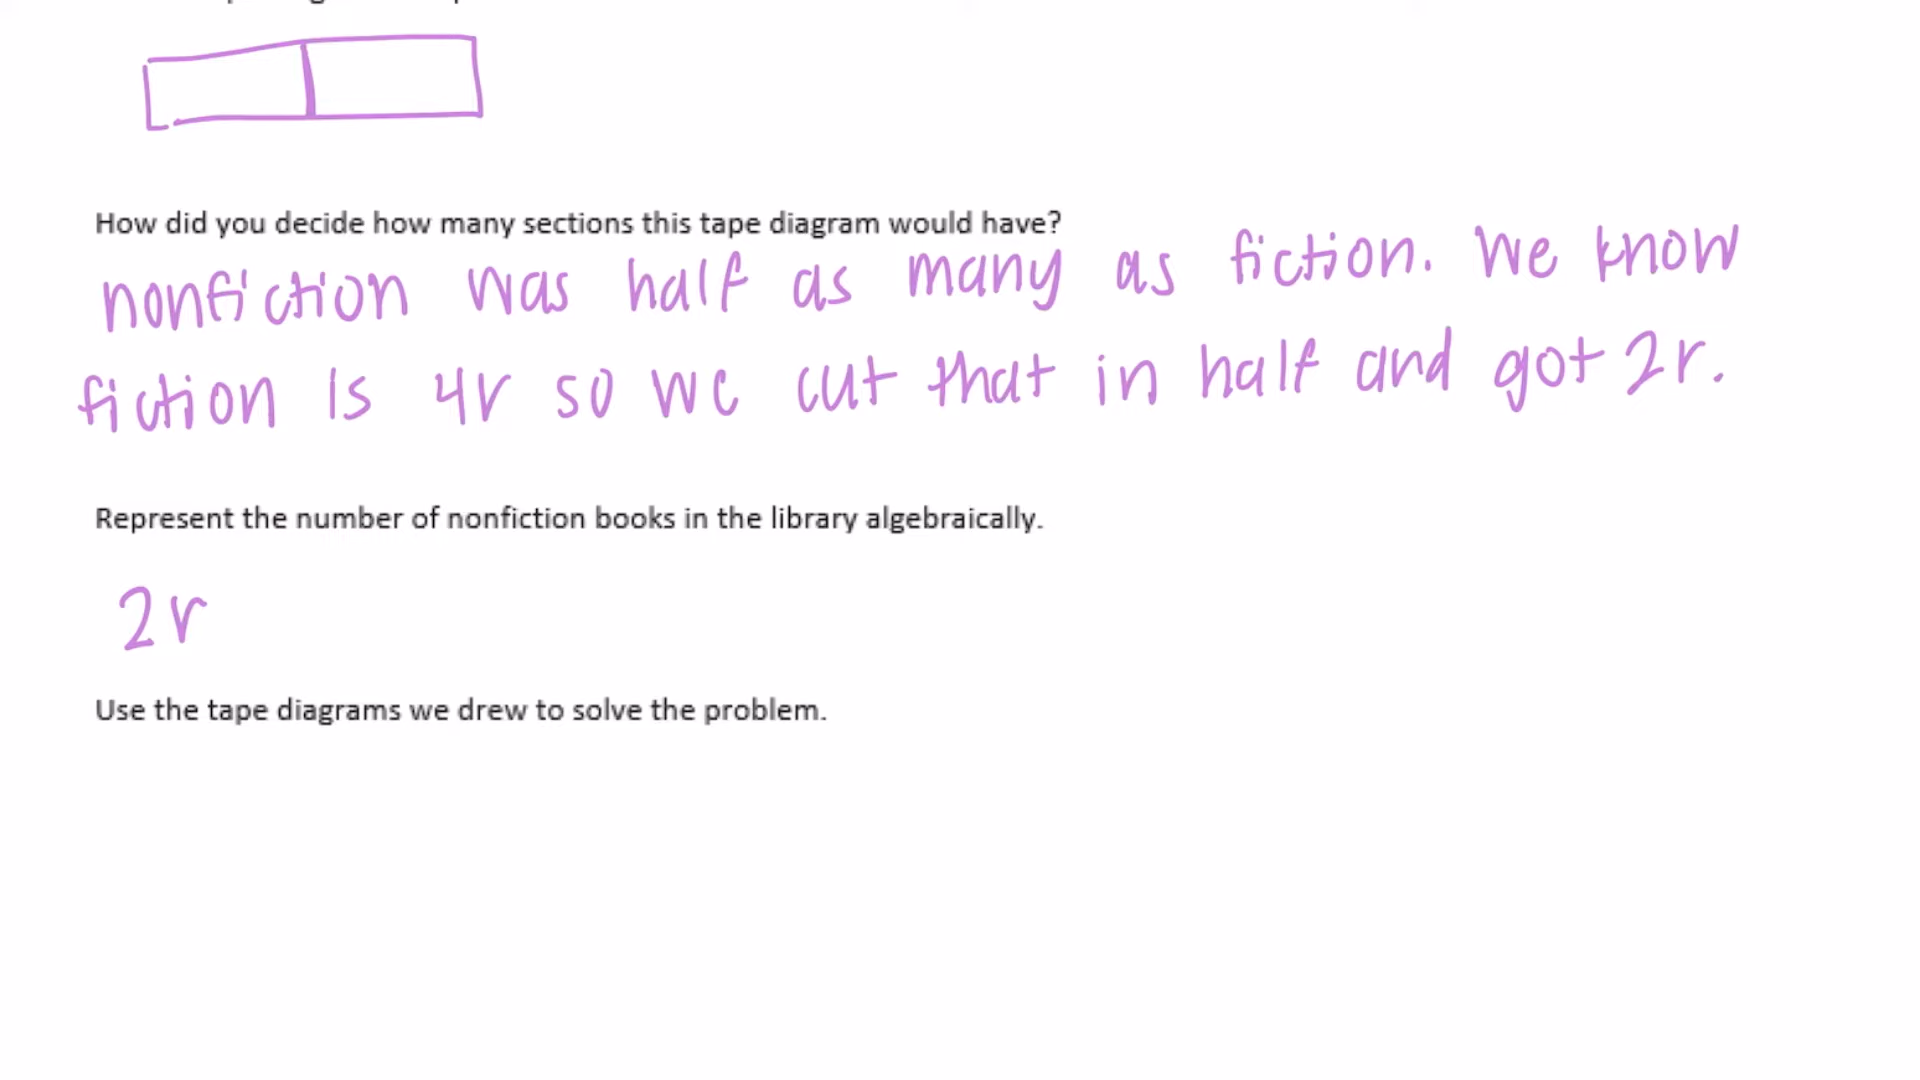 How did you decide how many sections this tape diagram would have?
nonfiction was half as many as fiction. We know
fiction is 4r so we cut that in half and got 2r.
Represent the number of nonfiction books in the library algebraically.
2r
Use the tape diagrams we drew to solve the problem.